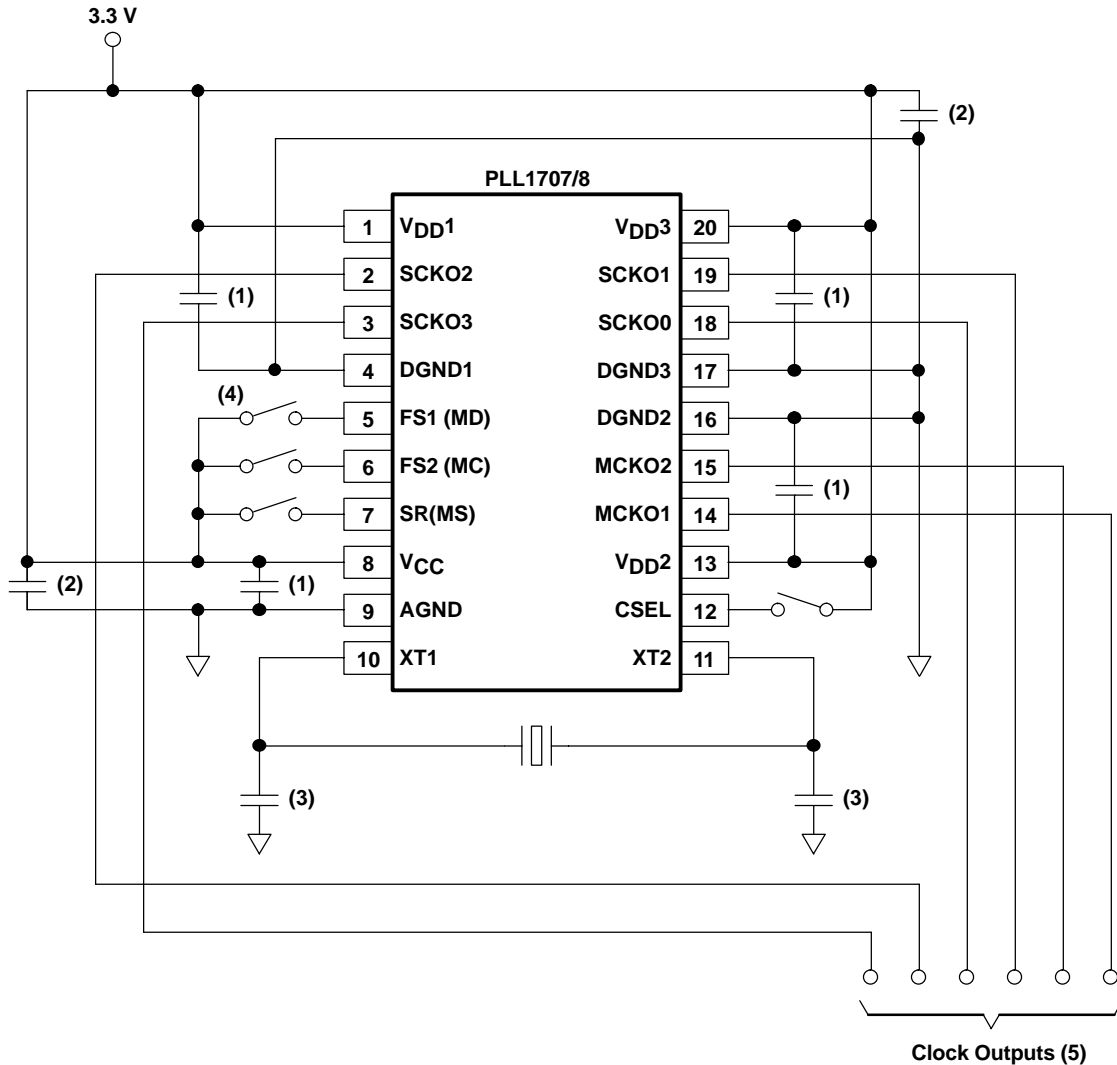 3.3 V
(2)
PLL1707/8
1 VDD1 VDD3 20
2 SCKO2 SCKO1 19
(1) (1)
3 SCKO3 SCKO0 18
4 DGND1 DGND3 17
(4)
5 FS1 (MD) DGND2 16
6 FS2 (MC) MCKO2 15
(1)
7 SR(MS) MCKO1 14
8 VCC VDD2 13
(2) (1)
9 AGND CSEL 12
10 XT1 XT2 11
(3) (3)
Clock Outputs (5)